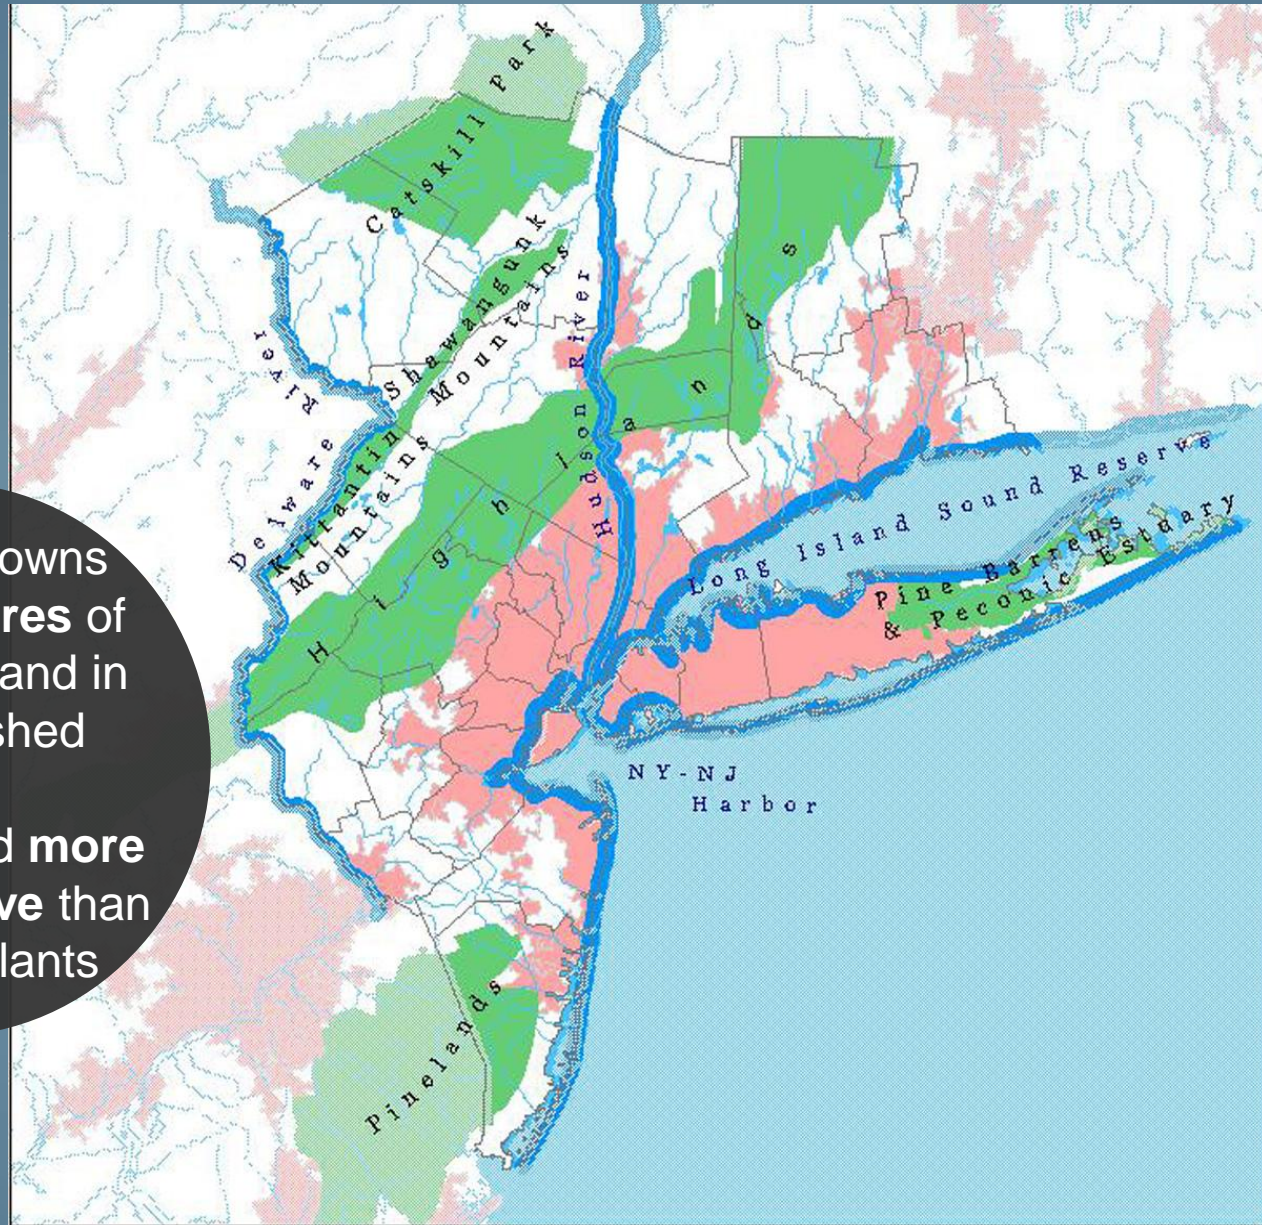 Catskill Park
Shawangunk
Mountains
Kittantin
Mountains
Delware River
Hudson River
Highlands
Long Island Sound Reserve
Pine Barrens
& Peconic Estuary
NY-NJ
Harbor
Pinelands
owns
res of
and in
shed
d more
ve than
lants